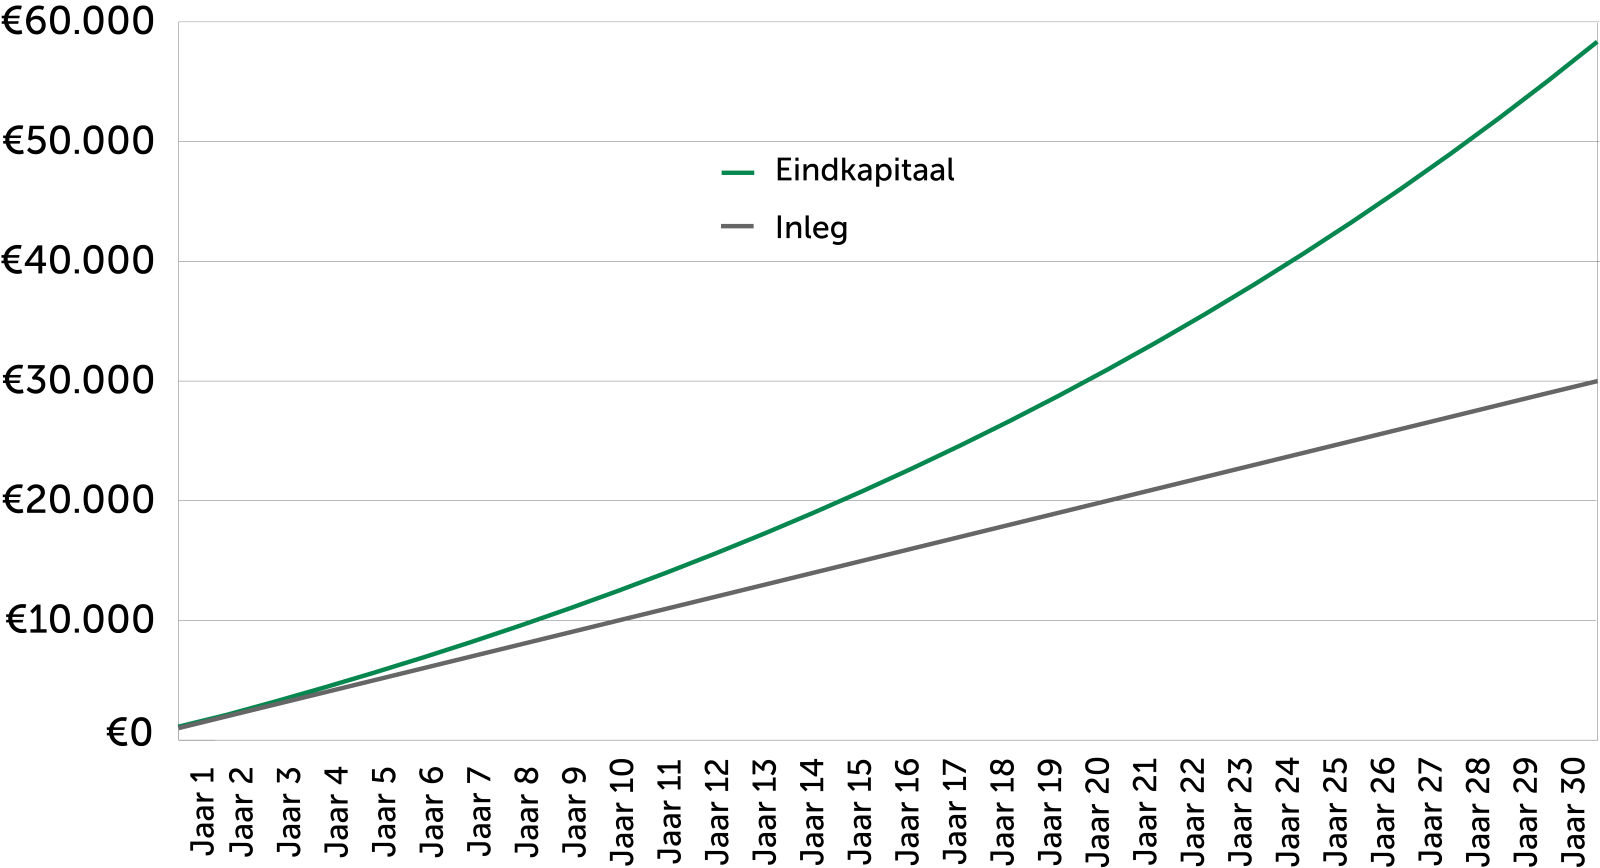 €60.000
€50.000
€40.000
€30.000
€20.000
€10.000
€0
Eindkapitaal
Inleg
Jaar 1
Jaar 2
Jaar 3
Jaar 4
Jaar 5
Jaar 6
Jaar 7
Jaar 8
Jaar 9
Jaar 10
Jaar 11
Jaar 12
Jaar 13
Jaar 14
Jaar 15
Jaar 16
Jaar 17
Jaar 18
Jaar 19
Jaar 20
Jaar 21
Jaar 22
Jaar 23
Jaar 24
Jaar 25
Jaar 26
Jaar 27
Jaar 28
Jaar 29
Jaar 30